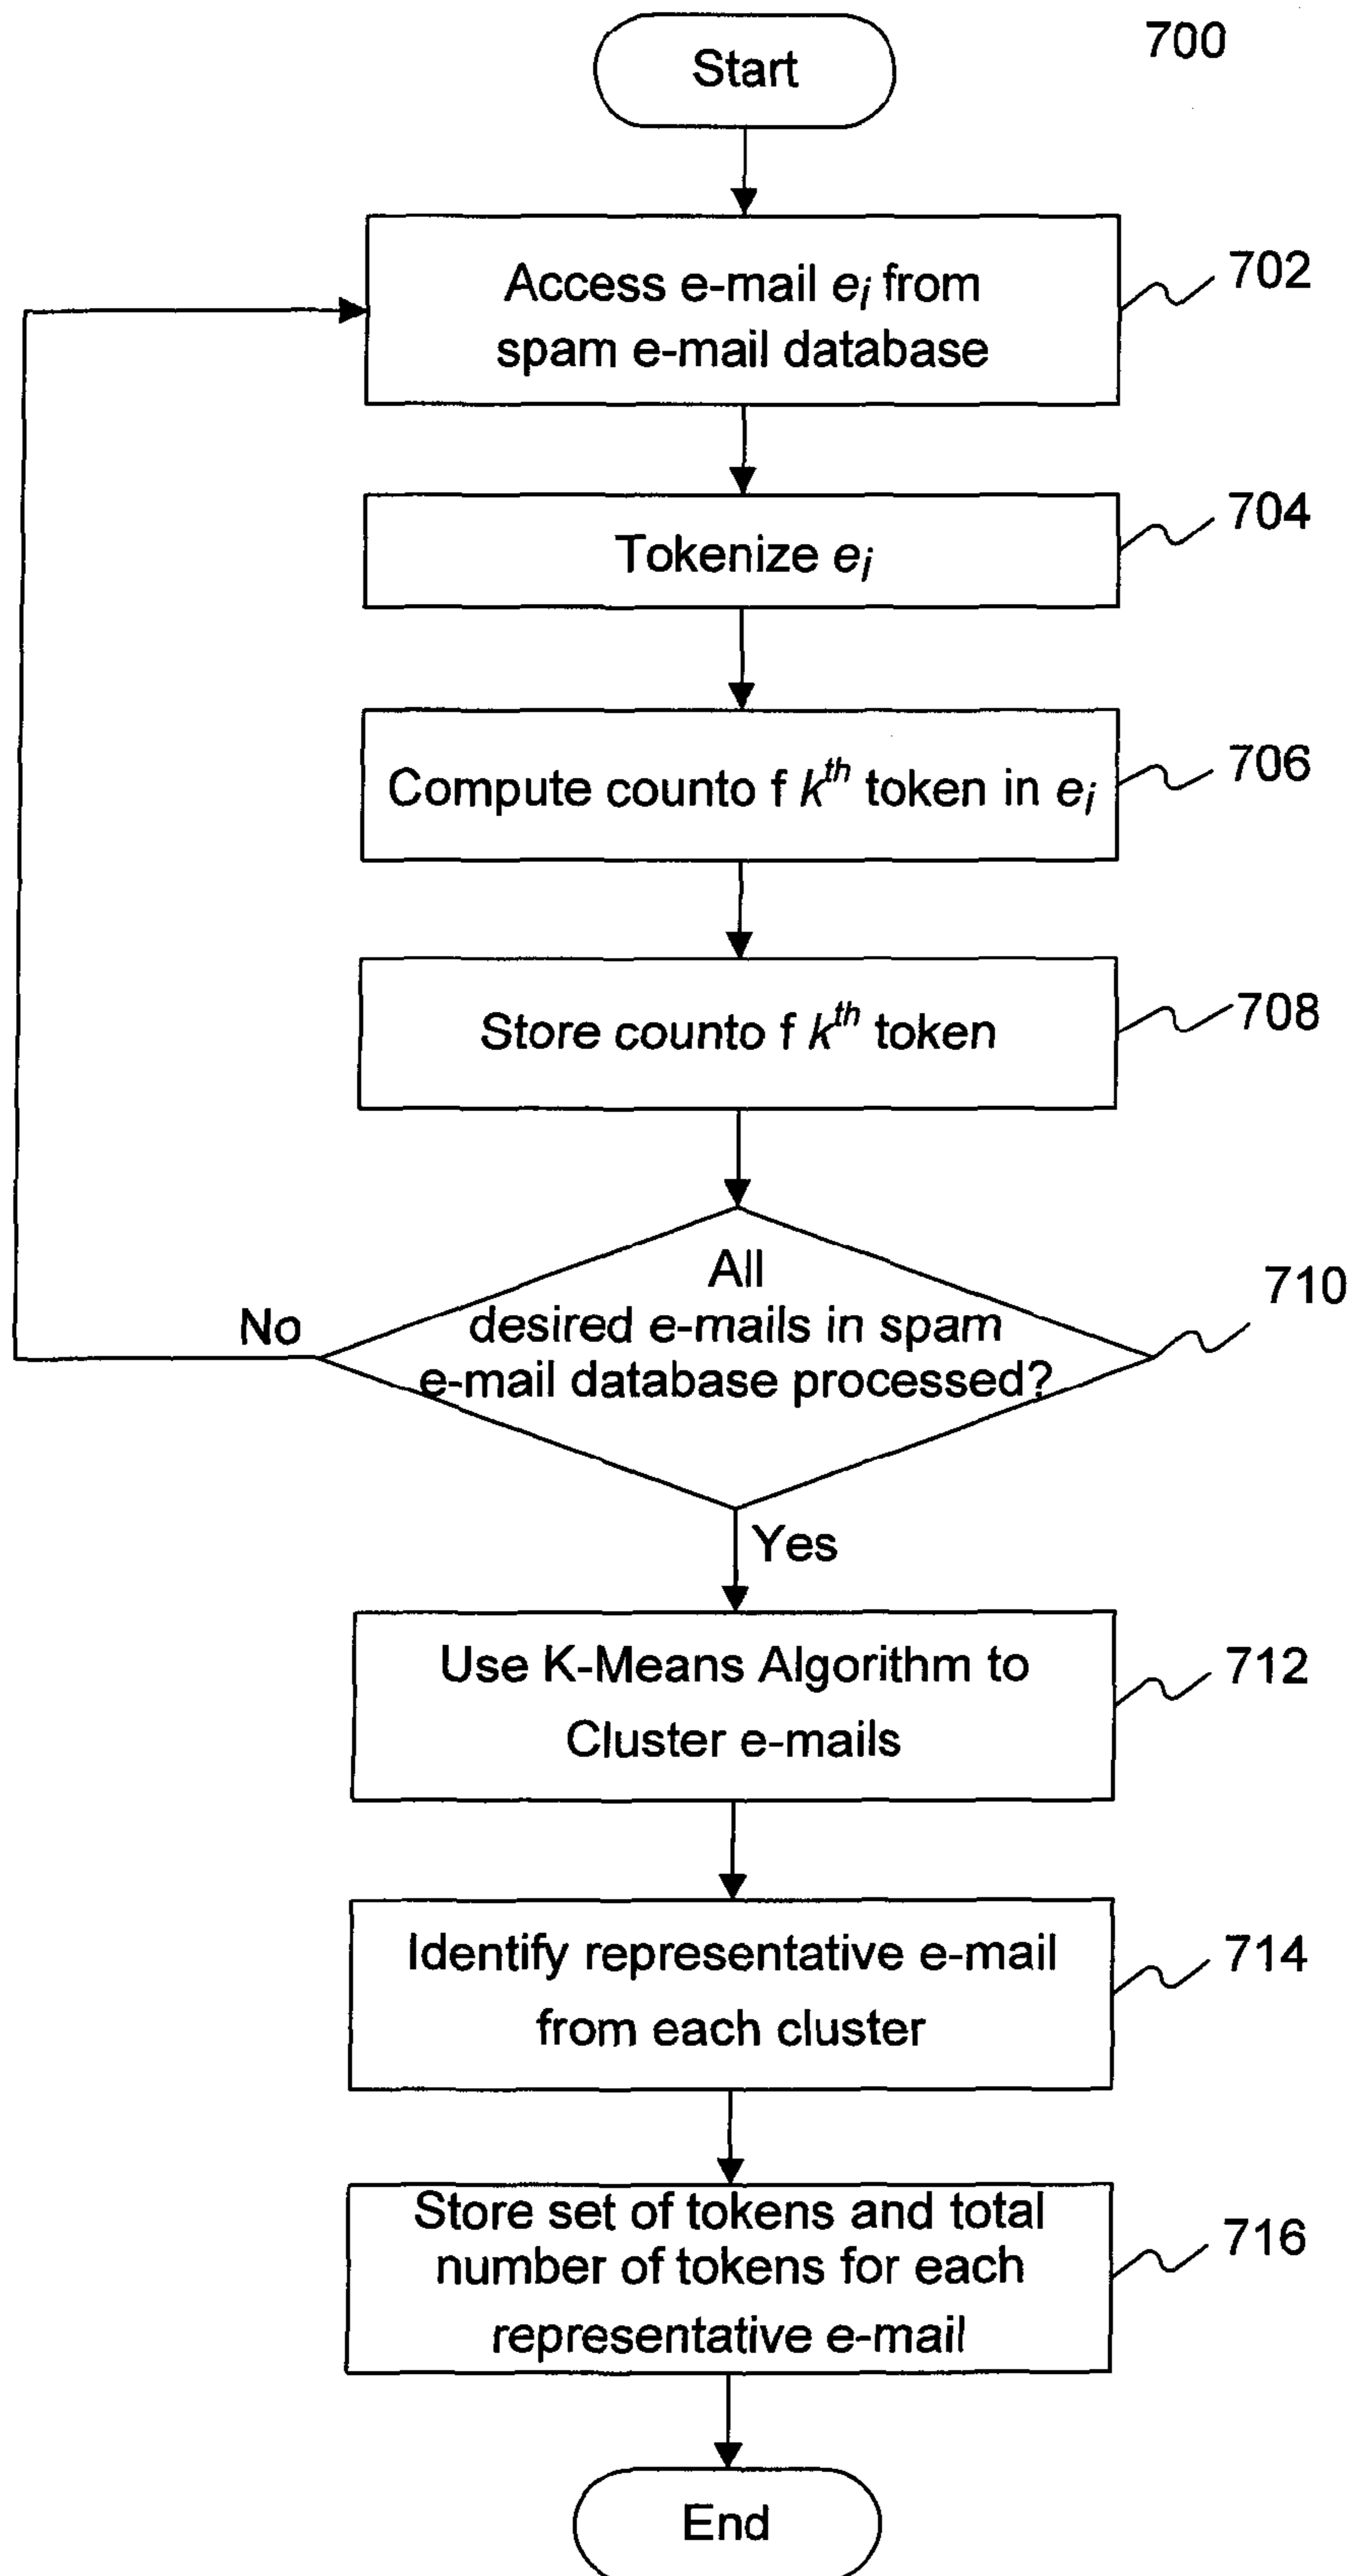 700
Start
Access e-mail ei from
spam e-mail database
702
Tokenize ei
704
Compute counto f kth token in ei
706
Store counto f kth token
708
All
desired e-mails in spam
e-mail database processed?
710
No
Yes
Use K-Means Algorithm to
Cluster e-mails
712
Identify representative e-mail
from each cluster
714
Store set of tokens and total
number of tokens for each
representative e-mail
716
End